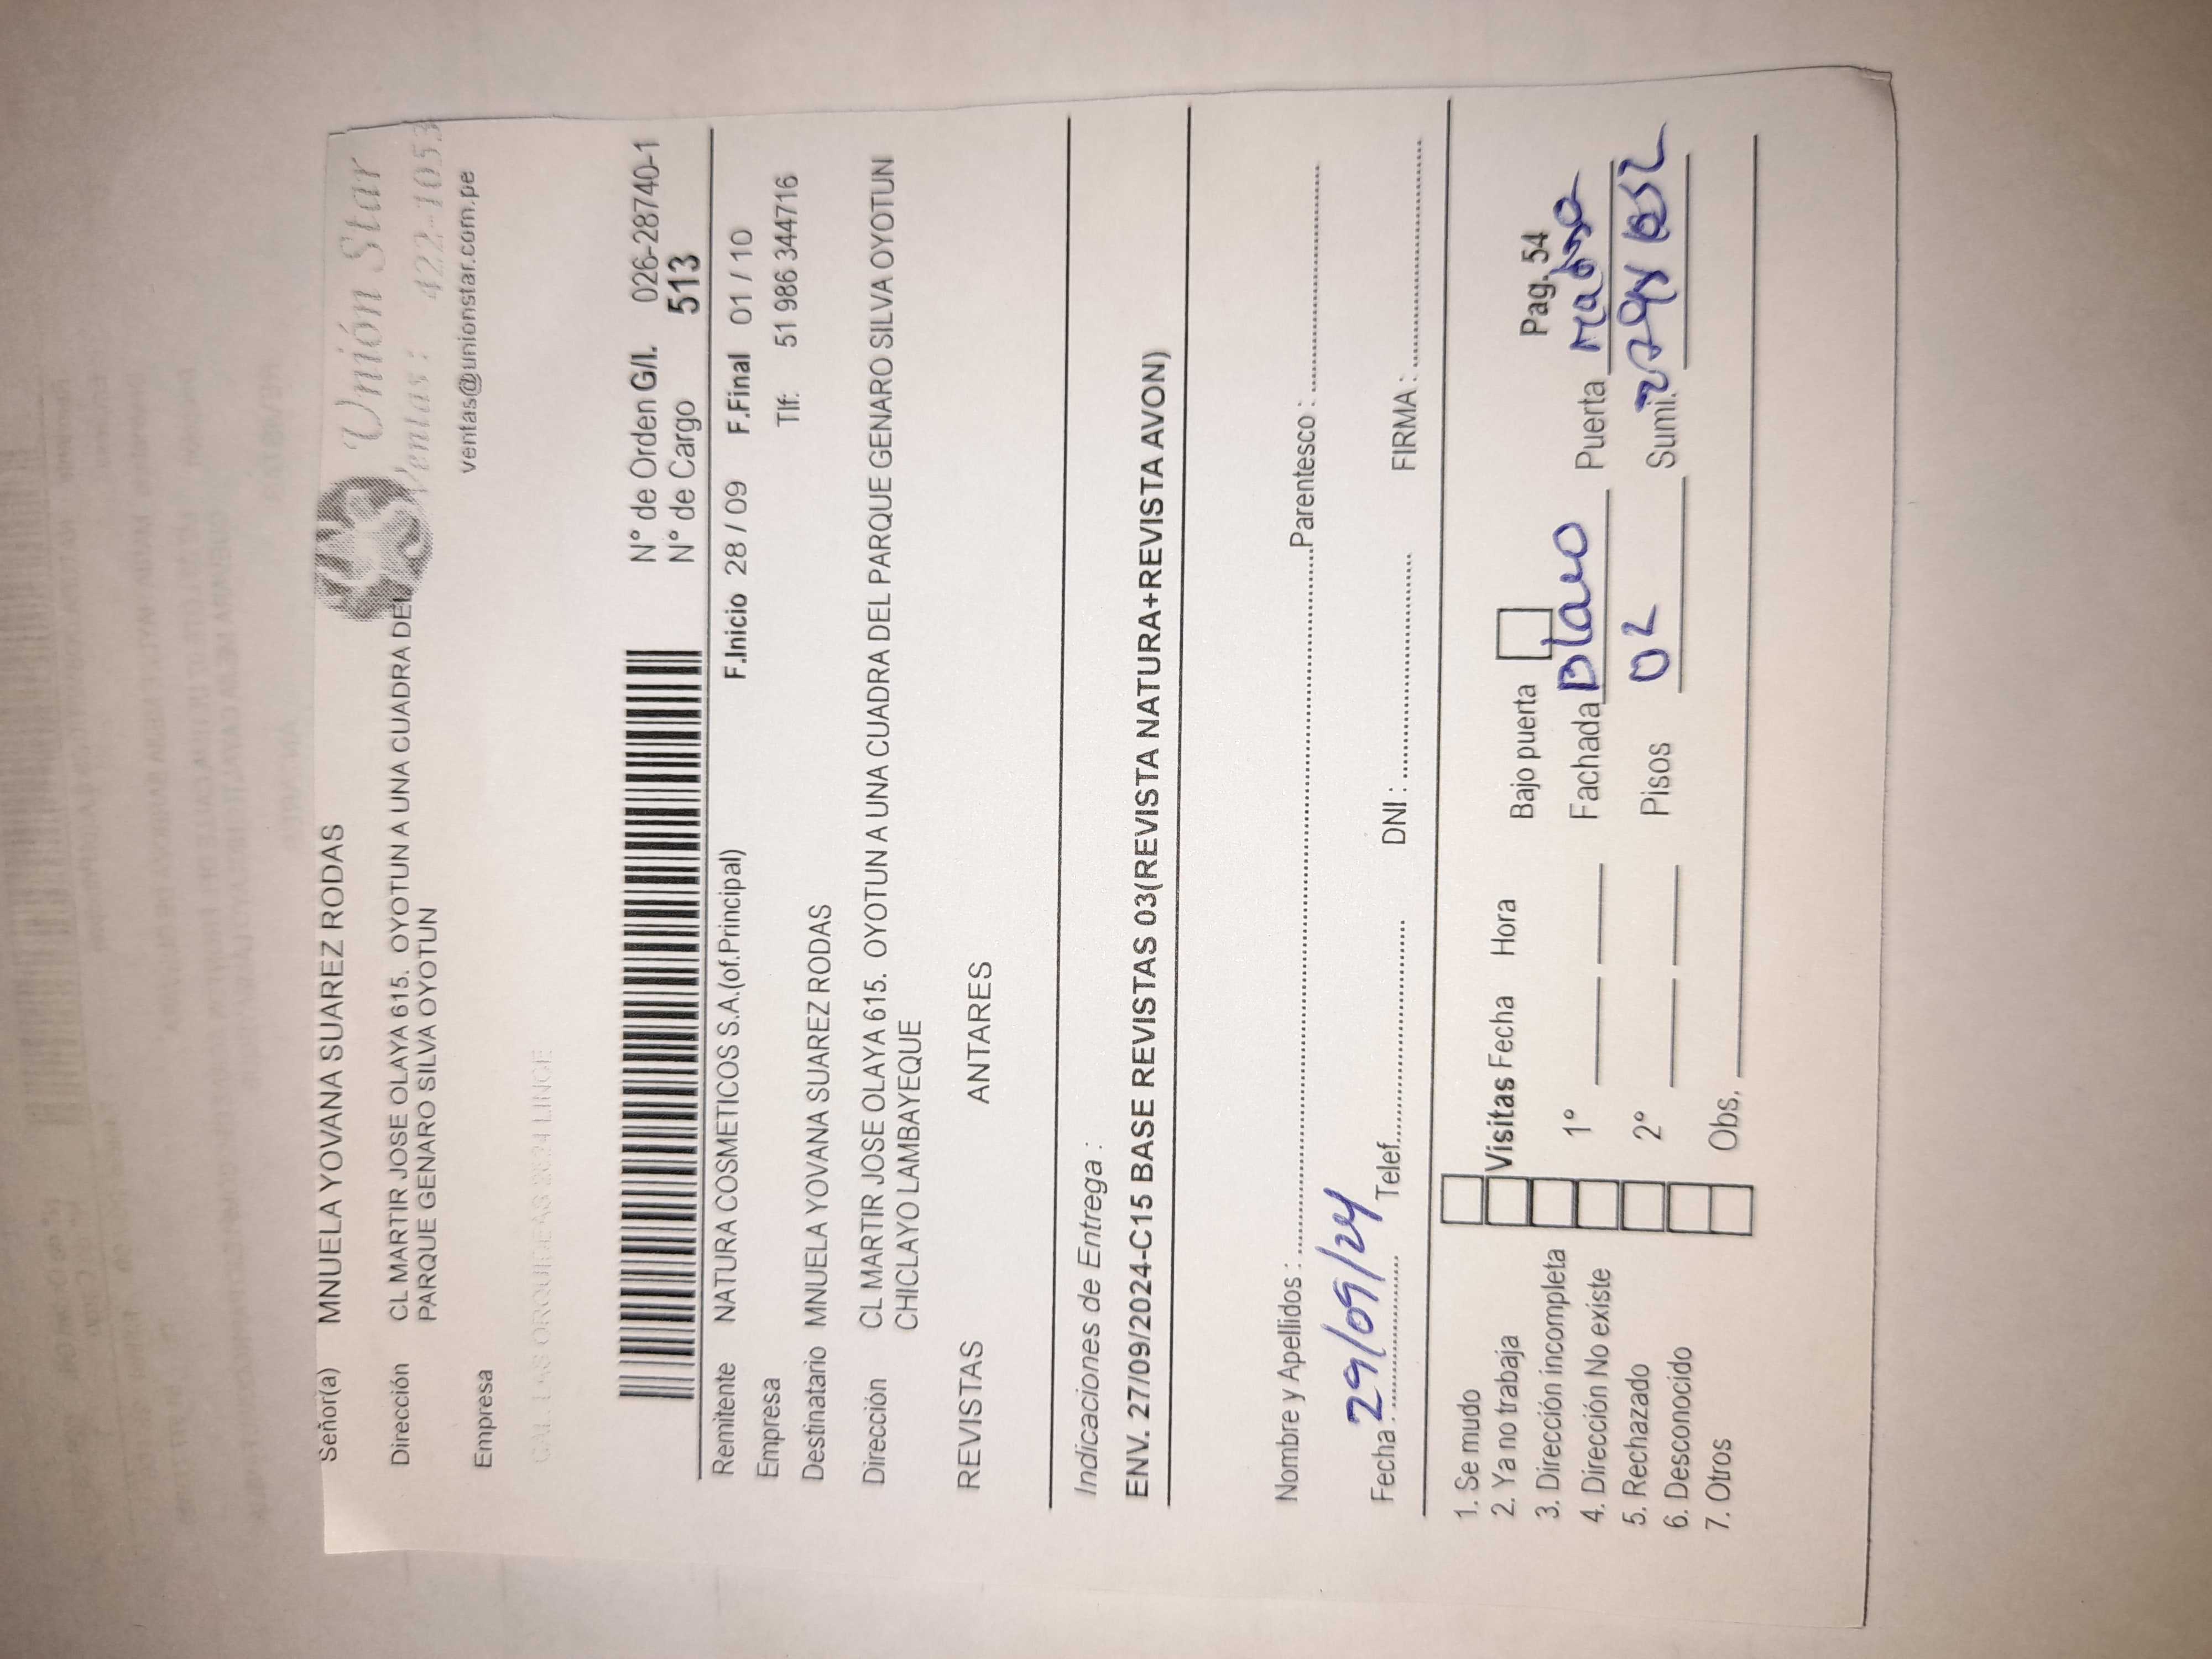 Señor(a) MNUELA YOVANA SUAREZ RODAS
Unión Star
Dirección CL MARTIR JOSE OLAYA 615. OYOTUN A UNA CUADRA DEL
PARQUE GENARO SILVA OYOTUN
Ventas: 422-1053
ventas@unionstar.com.pe
Empresa
CAL. LAS ORQUIDEAS 2634 LINCE
N° de Orden G/I. 026-28740-1
N° de Cargo 513
Remitente NATURA COSMETICOS S.A.(of.Principal) F.Inicio 28 / 09 F.Final 01 / 10
Empresa Tlf: 51 986 344716
Destinatario MNUELA YOVANA SUAREZ RODAS
Dirección CL MARTIR JOSE OLAYA 615. OYOTUN A UNA CUADRA DEL PARQUE GENARO SILVA OYOTUN
CHICLAYO LAMBAYEQUE
REVISTAS ANTARES
Indicaciones de Entrega :
ENV. 27/09/2024-C15 BASE REVISTAS 03(REVISTA NATURA+REVISTA AVON)
Nombre y Apellidos : Parentesco :
Fecha : 29/09/24 Telef. DNI : FIRMA :
1. Se mudo
2. Ya no trabaja Visitas Fecha Hora Bajo puerta Pag. 54
3. Dirección incompleta
4. Dirección No existe 1° Fachada Blano Puerta
5. Rechazado
6. Desconocido 2° Pisos 02 Sumi.
7. Otros Obs.